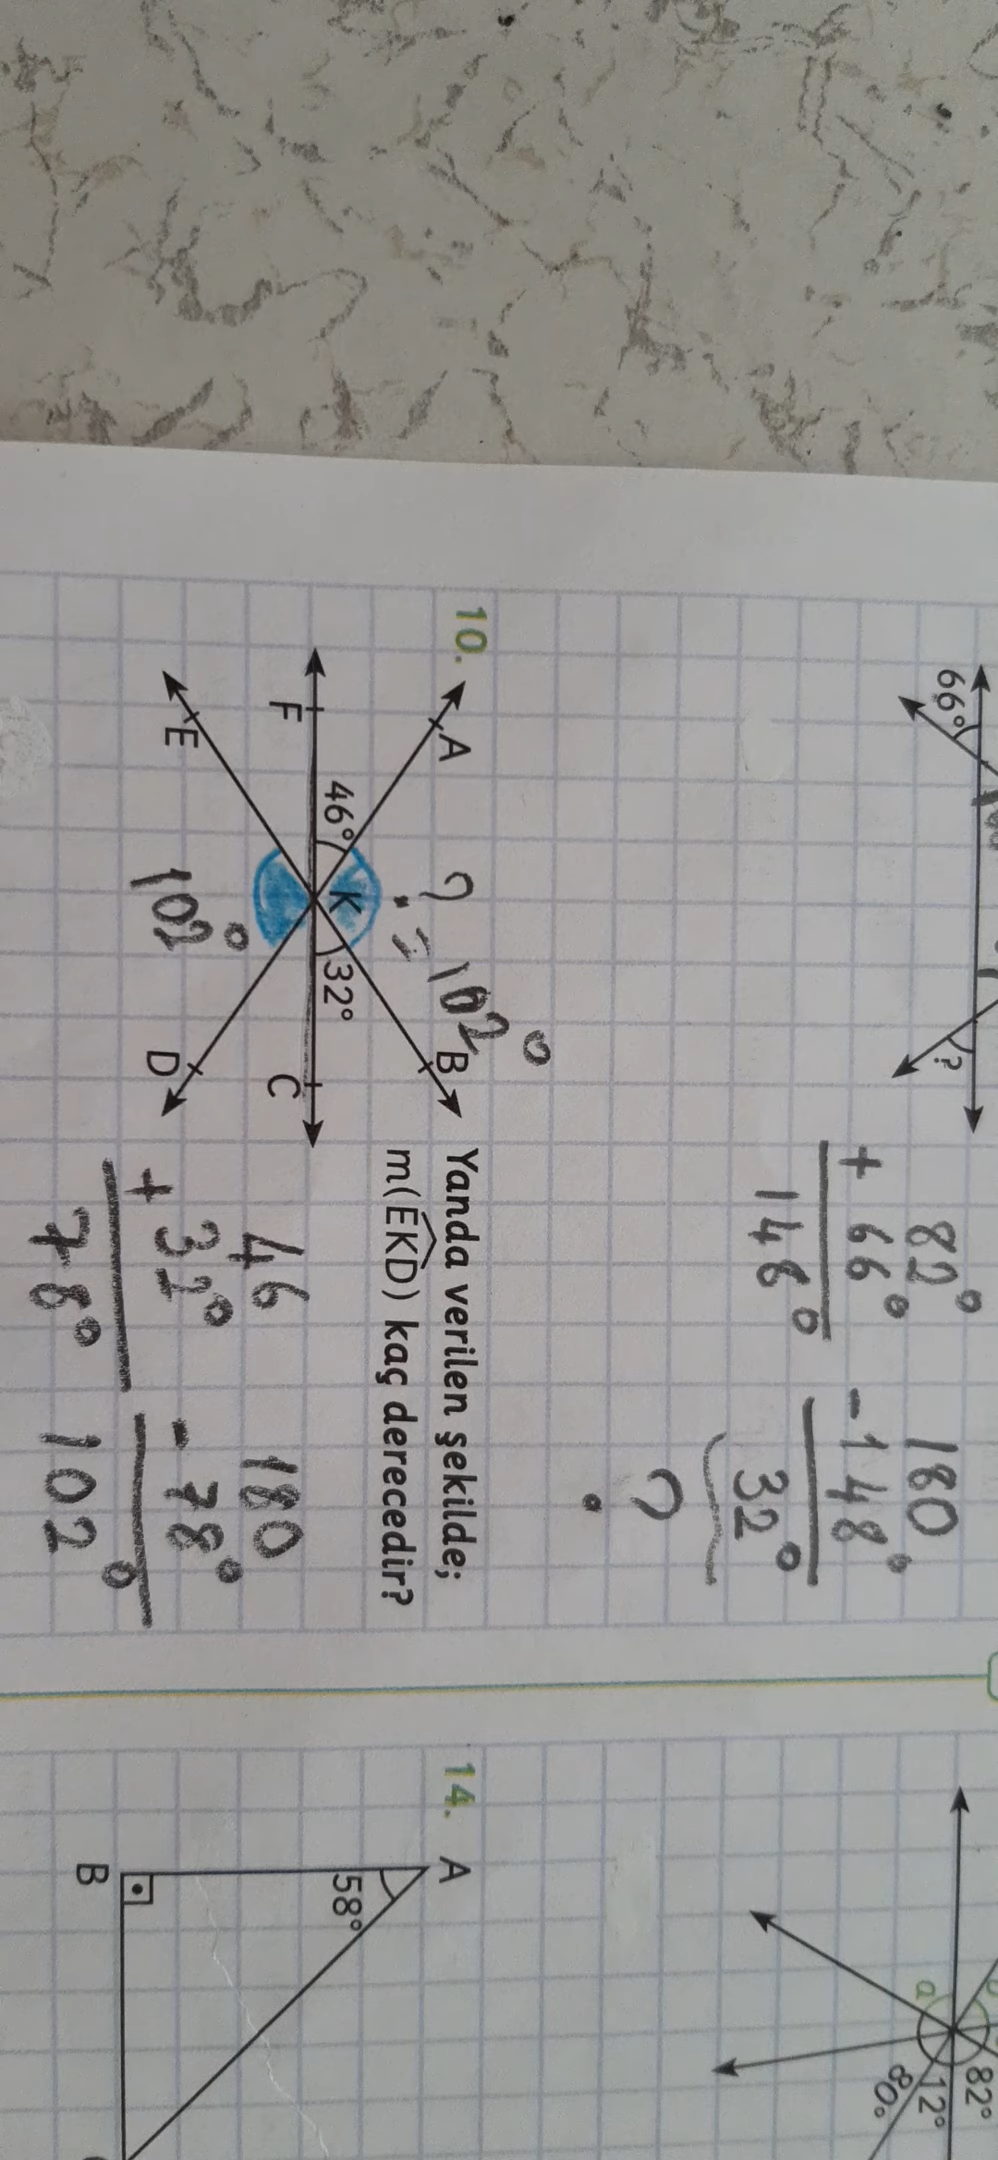 66°
?
82°
+ 66°
148°
180
- 148°
32°
?
10.
A
B
46°
K
32°
F
C
E
D
? = 102°
102°
Yanda verilen şekilde;
m(EKD) kaç derecedir?
46
+ 32°
78°
180
- 78°
102°
82°
12°
80°
a
14.
A
58°
B